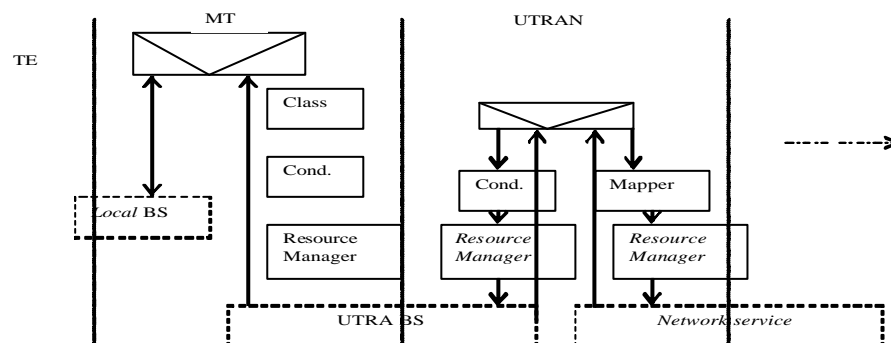 MT
UTRAN
TE
Class
Cond.
Cond.
Mapper
Local BS
Resource
Manager
Resource
Manager
Resource
Manager
UTRA BS
Network service